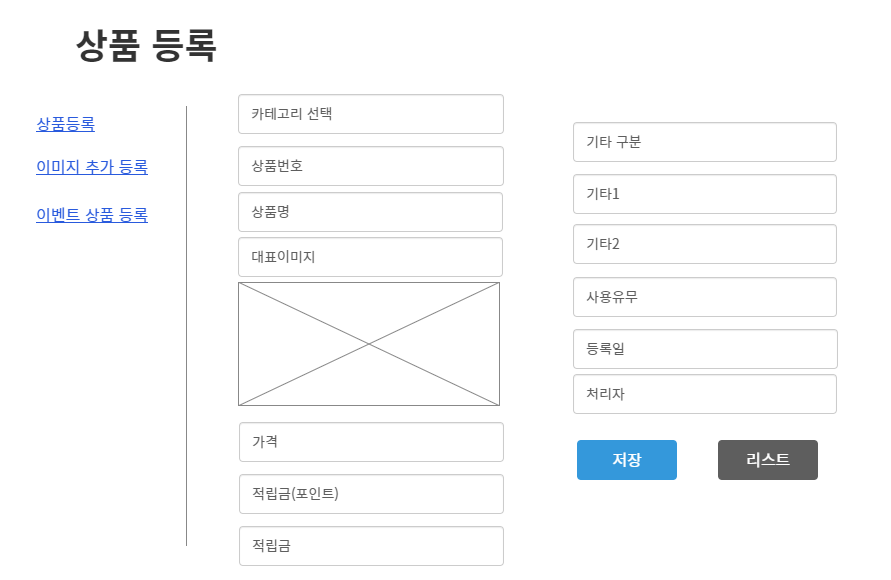 상품 등록
상품등록
이미지 추가 등록
이벤트 상품 등록
카테고리 선택
상품번호
상품명
대표이미지
가격
적립금(포인트)
적립금
기타 구분
기타1
기타2
사용유무
등록일
처리자
저장
리스트